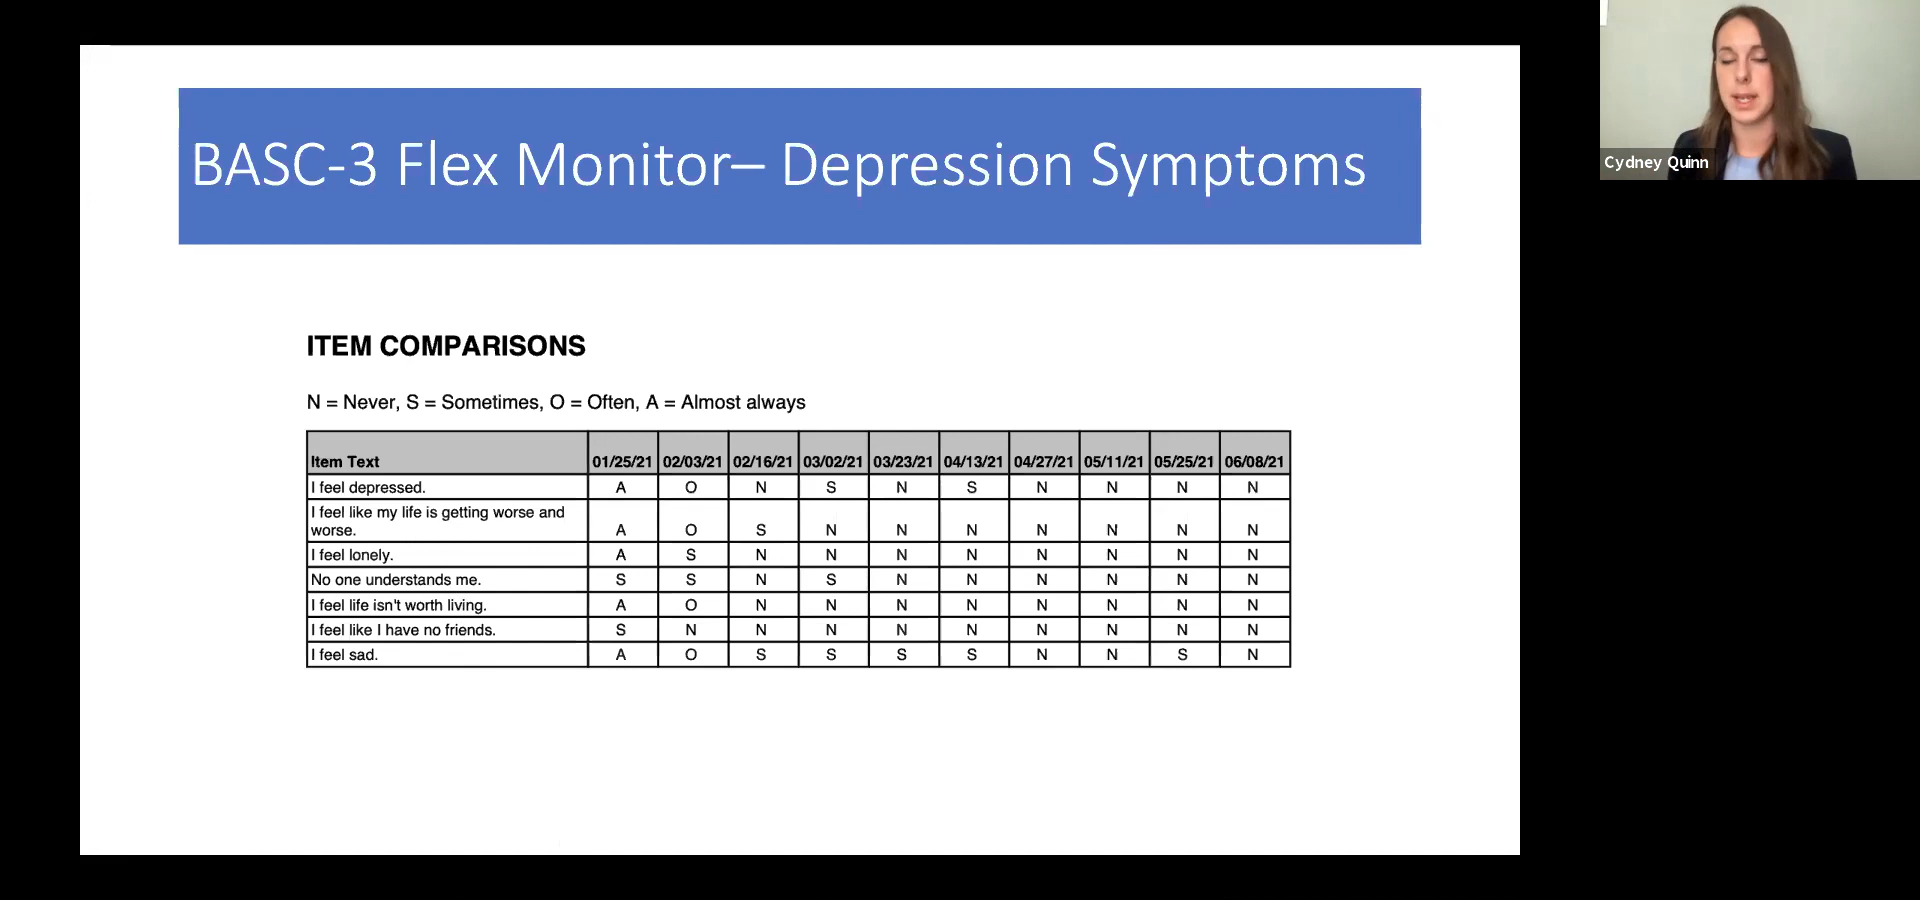 BASC-3 Flex Monitor– Depression Symptoms
Cydney Quinn
ITEM COMPARISONS
N = Never, S = Sometimes, O = Often, A = Almost always
Item Text 01/25/21 02/03/21 02/16/21 03/02/21 03/23/21 04/13/21 04/27/21 05/11/21 05/25/21 06/08/21
I feel depressed. A O N S N S N N N N
I feel like my life is getting worse and
worse. A O S N N N N N N N
I feel lonely. A S N N N N N N N N
No one understands me. S S N S N N N N N N
I feel life isn't worth living. A O N N N N N N N N
I feel like I have no friends. S N N N N N N N N N
I feel sad. A O S S S S N N S N